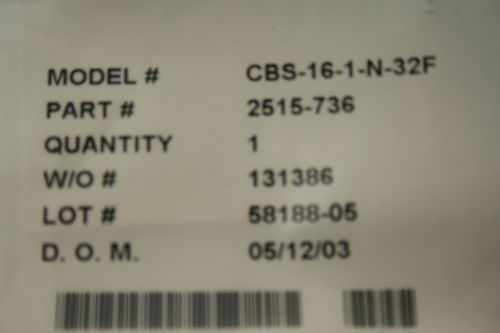 MODEL # CBS-16-1-N-32F
PART # 2515-736
QUANTITY 1
W/O # 131386
LOT # 58188-05
D. O. M. 05/12/03